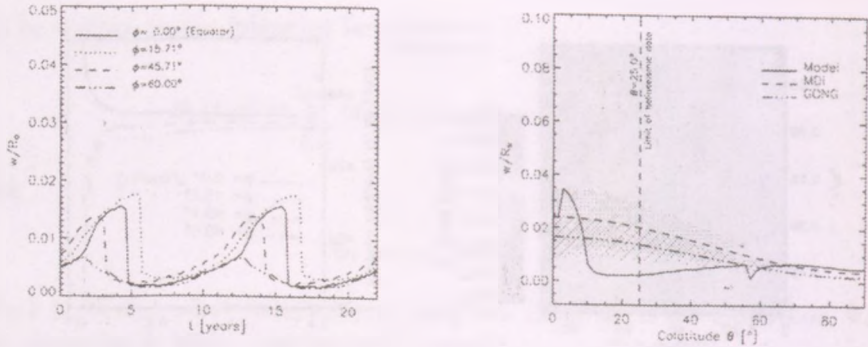 0.05
0.04
0.03
0.02
0.01
0.00
w/R⊙
φ= 0.00° (Equator)
φ=15.71°
φ=45.71°
φ=60.00°
0 5 10 15 20
t [years]
0.10
0.08
0.06
0.04
0.02
0.00
w/R⊙
θ=25.0°
Limit of helioseismic data
Model
MDI
GONG
0 20 40 60 80
Colatitude θ [°]